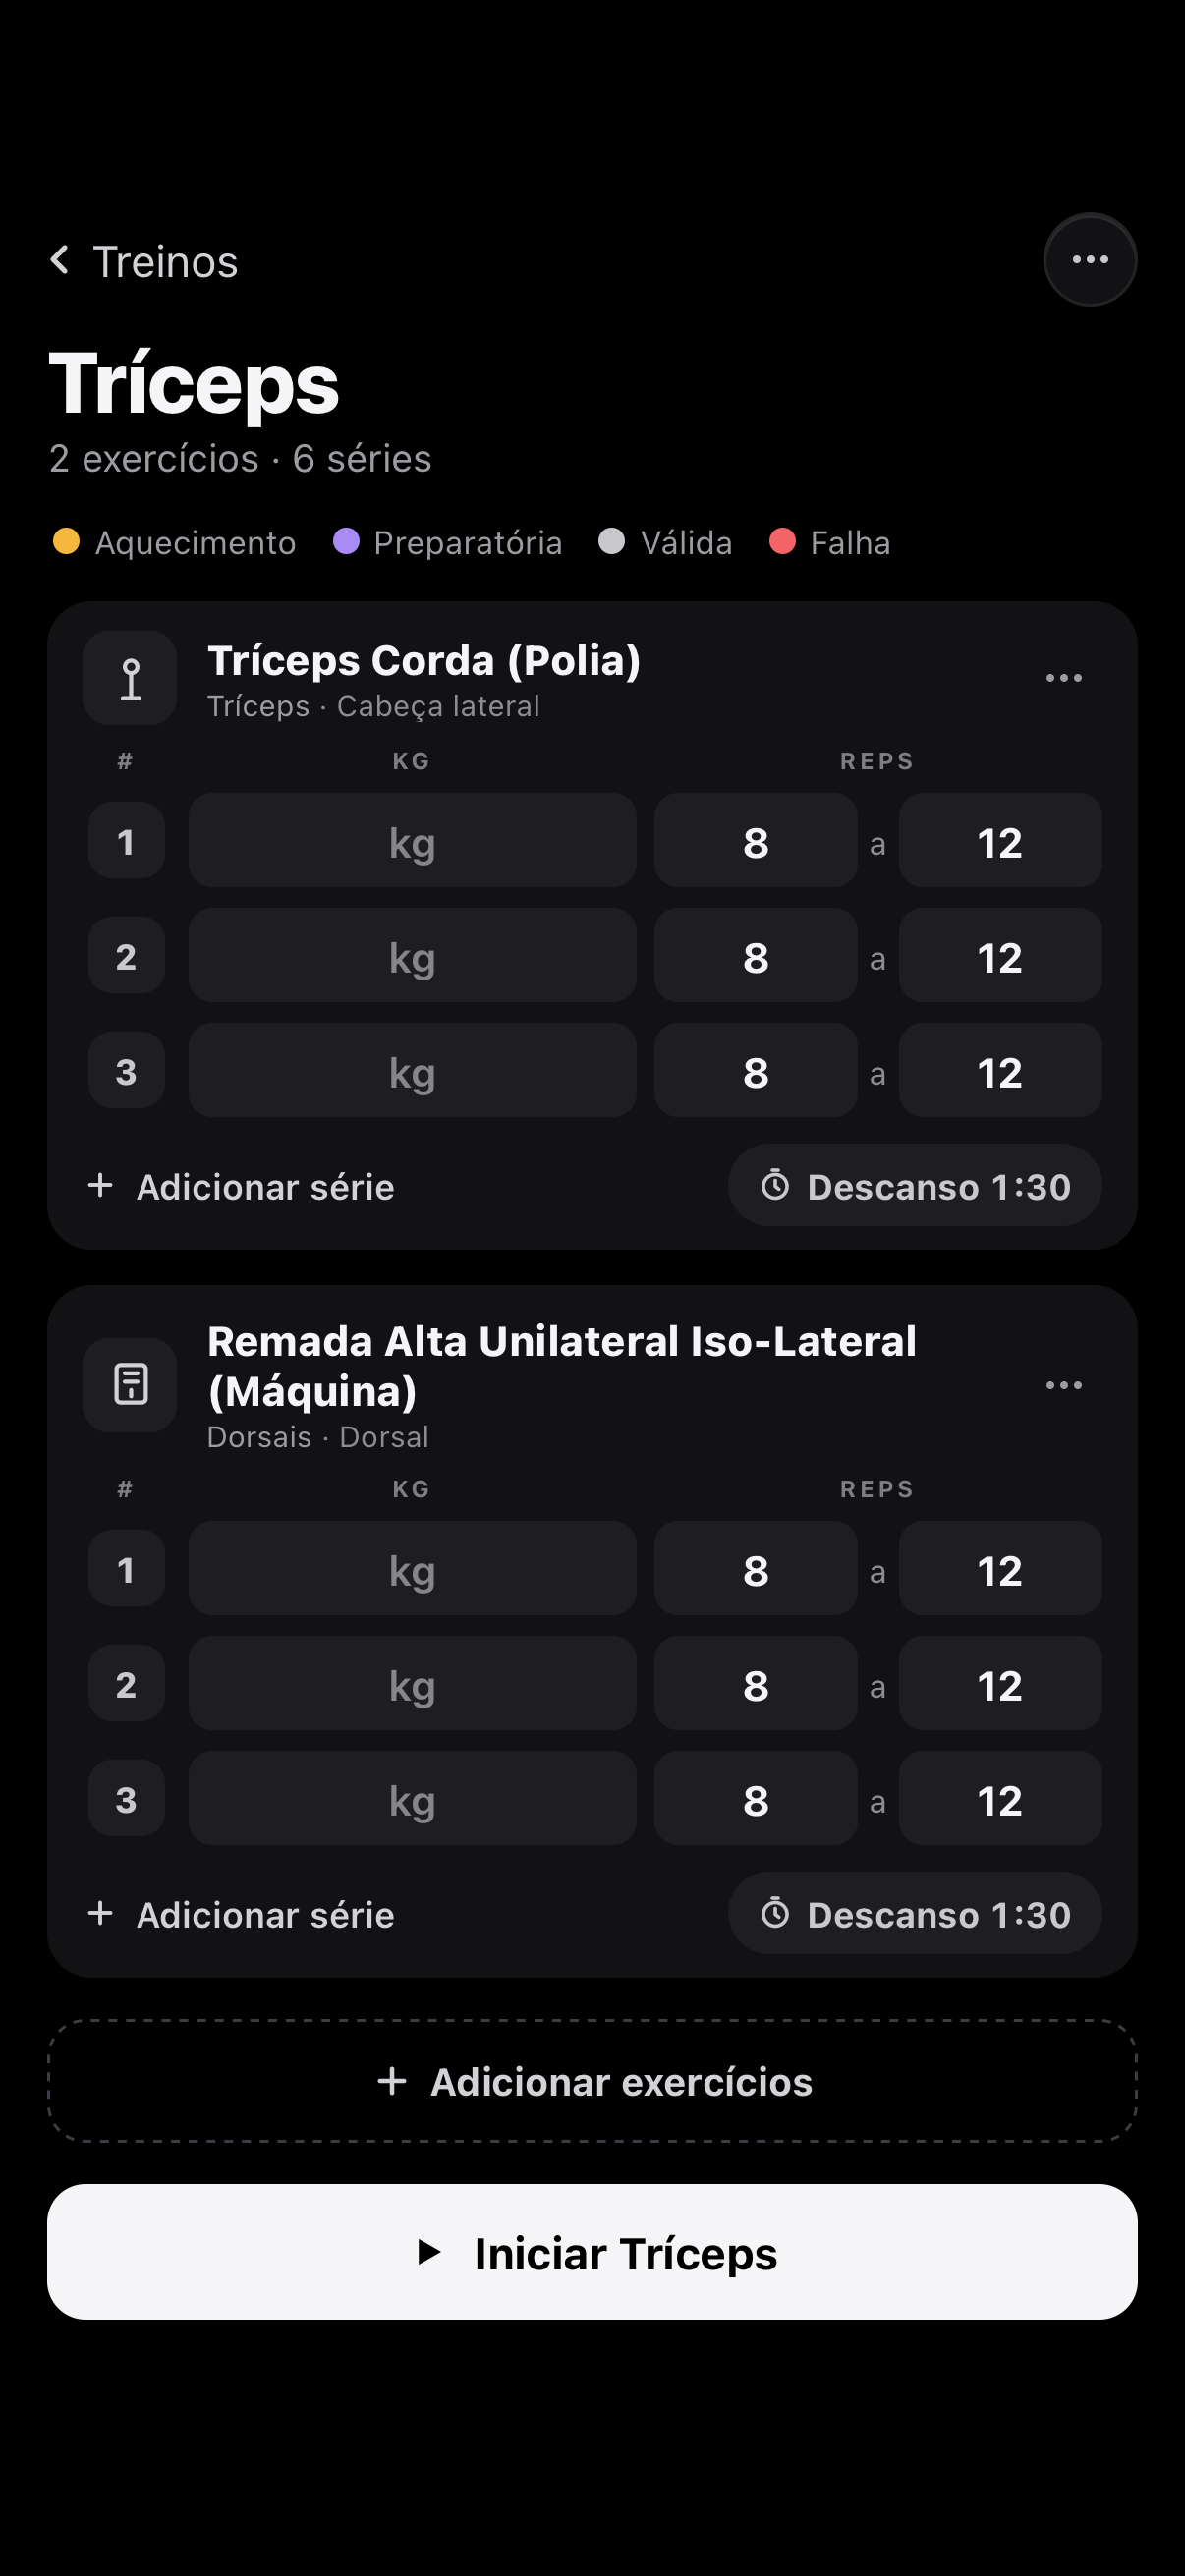 Treinos
Tríceps
2 exercícios · 6 séries
Aquecimento Preparatória Válida Falha
Tríceps Corda (Polia)
Tríceps · Cabeça lateral
# KG REPS
1 kg 8 a 12
2 kg 8 a 12
3 kg 8 a 12
+ Adicionar série Descanso 1:30
Remada Alta Unilateral Iso-Lateral
(Máquina)
Dorsais · Dorsal
# KG REPS
1 kg 8 a 12
2 kg 8 a 12
3 kg 8 a 12
+ Adicionar série Descanso 1:30
+ Adicionar exercícios
Iniciar Tríceps